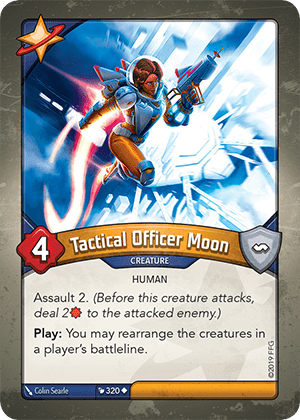 4
Tactical Officer Moon
CREATURE
HUMAN
Assault 2. (Before this creature attacks,
deal 2 to the attacked enemy.)
Play: You may rearrange the creatures in
a player's battleline.
Colin Searle
320
©2019 FFG